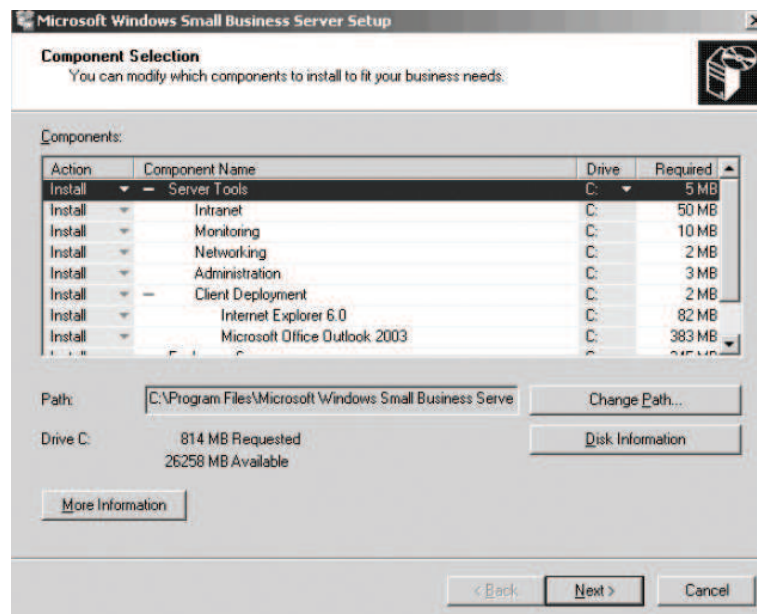 Microsoft Windows Small Business Server Setup
Component Selection
You can modify which components to install to fit your business needs.
Components:
Action Component Name Drive Required
Install Server Tools C: 5 MB
Install Intranet C: 50 MB
Install Monitoring C: 10 MB
Install Networking C: 2 MB
Install Administration C: 3 MB
Install Client Deployment C: 2 MB
Install Internet Explorer 6.0 C: 82 MB
Install Microsoft Office Outlook 2003 C: 383 MB
Path: C:\Program Files\Microsoft Windows Small Business Serve Change Path...
Drive C: 814 MB Requested Disk Information
26258 MB Available
More Information
< Back Next > Cancel